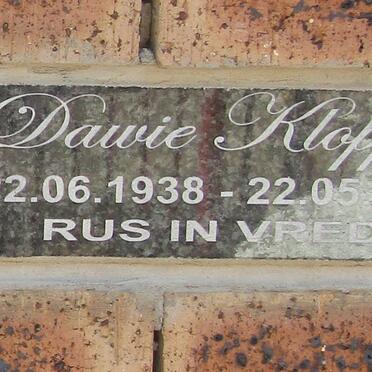 Dawie Klop
2.06.1938 - 22.05
RUS IN VRED